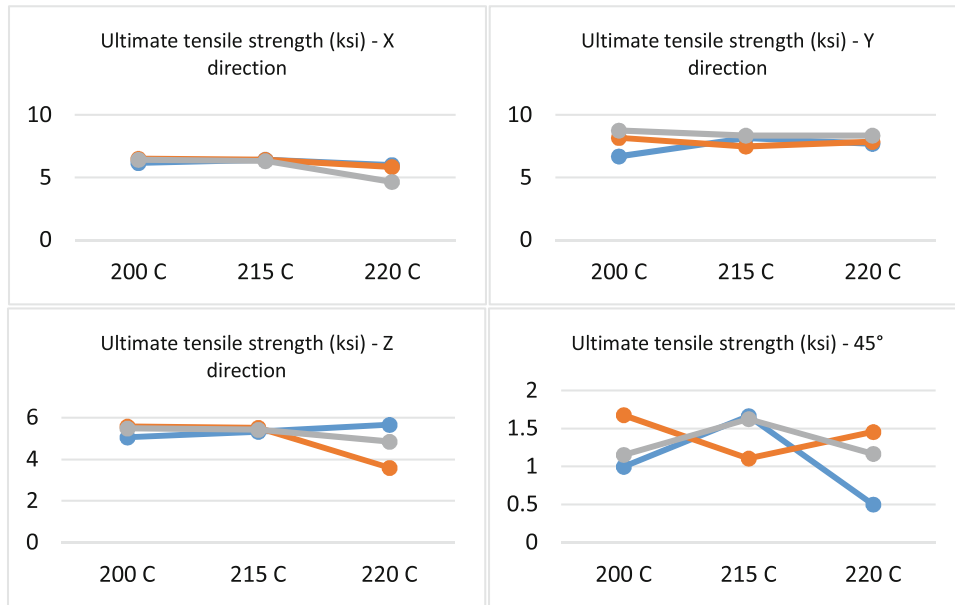 Ultimate tensile strength (ksi) - X
direction
10
5
0
200 C 215 C 220 C
Ultimate tensile strength (ksi) - Y
direction
10
5
0
200 C 215 C 220 C
Ultimate tensile strength (ksi) - Z
direction
6
4
2
0
200 C 215 C 220 C
Ultimate tensile strength (ksi) - 45°
2
1.5
1
0.5
0
200 C 215 C 220 C